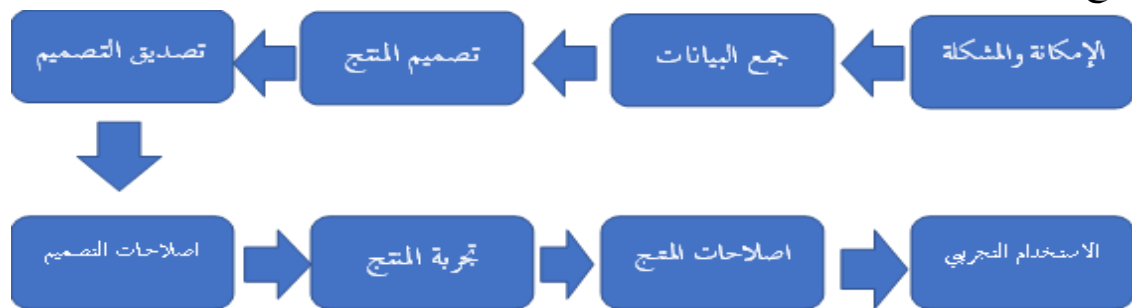 الإمكانة والمشكلة
جمع البيانات
تصميم المنتج
تصديق التصميم
اصلاحات التصميم
تجربة المنتج
اصلاحات المنتج
الاستخدام التجريبي